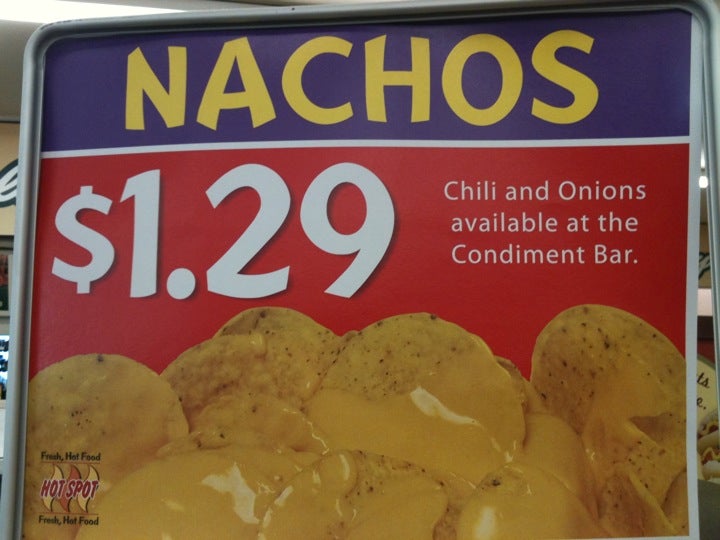 NACHOS
$1.29
Chili and Onions
available at the
Condiment Bar.
Fresh, Hot Food
HOT SPOT
Fresh, Hot Food